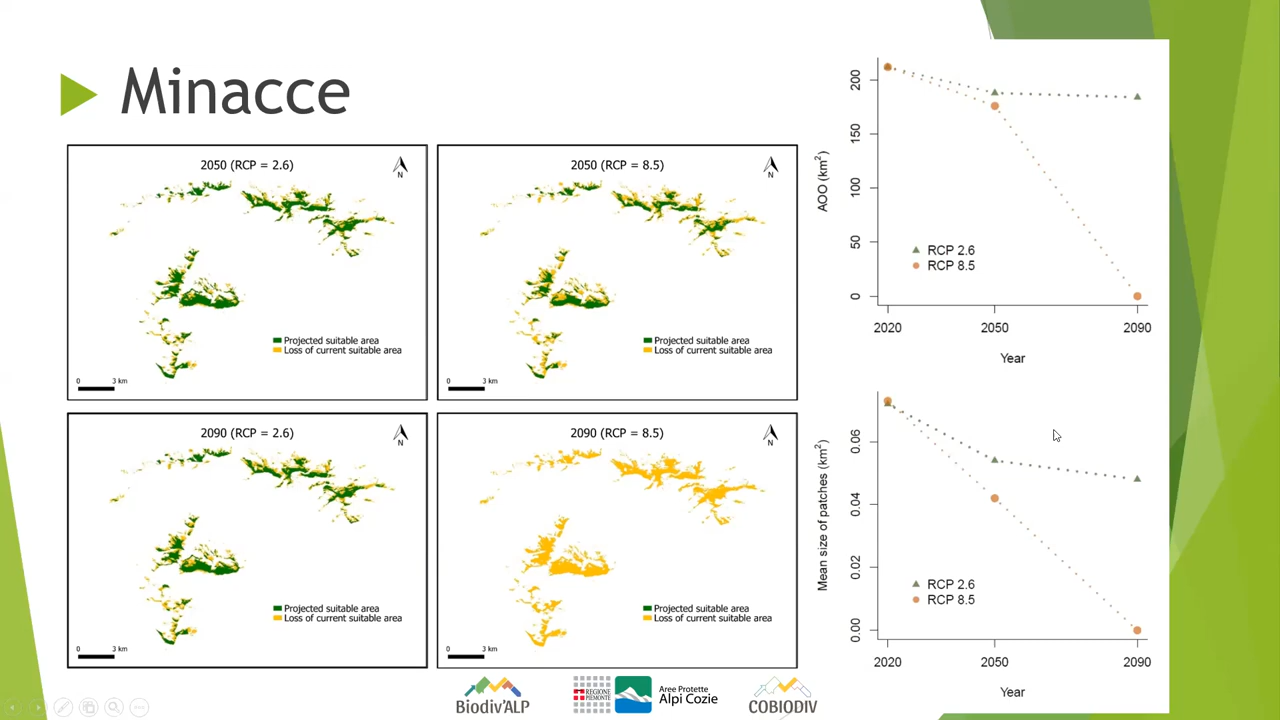 Minacce
2050 (RCP = 2.6)
N
Projected suitable area
Loss of current suitable area
0 3 km
2050 (RCP = 8.5)
N
Projected suitable area
Loss of current suitable area
0 3 km
2090 (RCP = 2.6)
N
Projected suitable area
Loss of current suitable area
0 3 km
2090 (RCP = 8.5)
N
Projected suitable area
Loss of current suitable area
0 3 km
AOO (km²)
200
150
100
50
0
RCP 2.6
RCP 8.5
2020 2050 2090
Year
Mean size of patches (km²)
0.06
0.04
0.02
0.00
RCP 2.6
RCP 8.5
2020 2050 2090
Year
Biodiv'ALP
REGIONE
PIEMONTE
Aree Protette
Alpi Cozie
COBIODIV